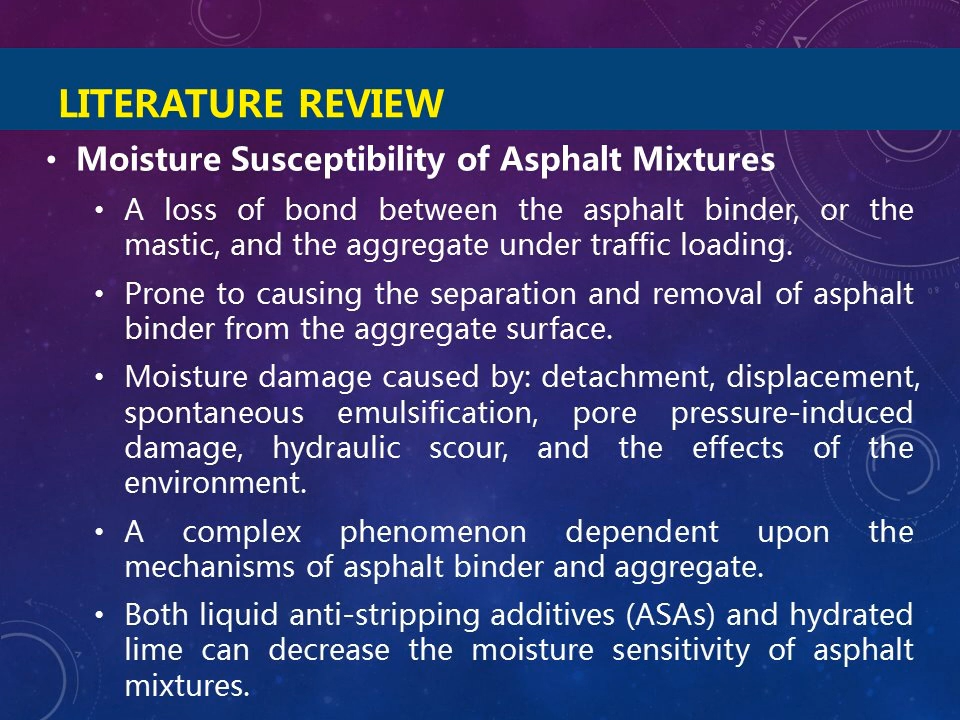 LITERATURE REVIEW
• Moisture Susceptibility of Asphalt Mixtures
• A loss of bond between the asphalt binder, or the
mastic, and the aggregate under traffic loading.
• Prone to causing the separation and removal of asphalt
binder from the aggregate surface.
• Moisture damage caused by: detachment, displacement,
spontaneous emulsification, pore pressure-induced
damage, hydraulic scour, and the effects of the
environment.
• A complex phenomenon dependent upon the
mechanisms of asphalt binder and aggregate.
• Both liquid anti-stripping additives (ASAs) and hydrated
lime can decrease the moisture sensitivity of asphalt
mixtures.